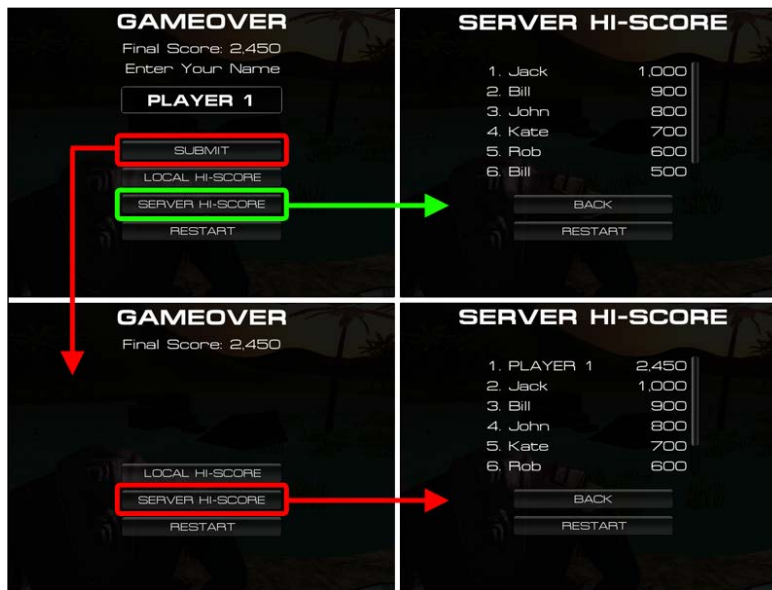 GAMEOVER
Final Score: 2,450
Enter Your Name
PLAYER 1
SUBMIT
LOCAL HI-SCORE
SERVER HI-SCORE
RESTART
SERVER HI-SCORE
1. Jack 1,000
2. Bill 900
3. John 800
4. Kate 700
5. Rob 600
6. Bill 500
BACK
RESTART
GAMEOVER
Final Score: 2,450
LOCAL HI-SCORE
SERVER HI-SCORE
RESTART
SERVER HI-SCORE
1. PLAYER 1 2,450
2. Jack 1,000
3. Bill 900
4. John 800
5. Kate 700
6. Rob 600
BACK
RESTART